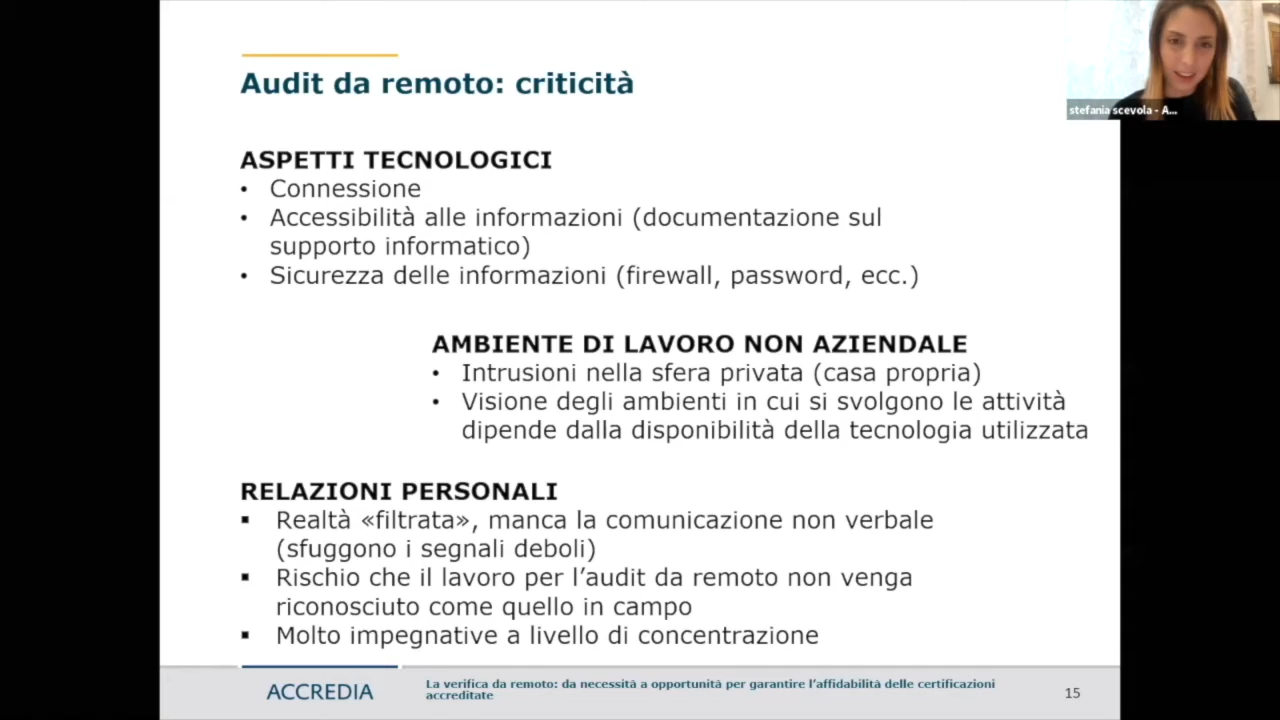 Audit da remoto: criticità
stefania scevola - A...
ASPETTI TECNOLOGICI
• Connessione
• Accessibilità alle informazioni (documentazione sul
supporto informatico)
• Sicurezza delle informazioni (firewall, password, ecc.)
AMBIENTE DI LAVORO NON AZIENDALE
• Intrusioni nella sfera privata (casa propria)
• Visione degli ambienti in cui si svolgono le attività
dipende dalla disponibilità della tecnologia utilizzata
RELAZIONI PERSONALI
▪ Realtà «filtrata», manca la comunicazione non verbale
(sfuggono i segnali deboli)
▪ Rischio che il lavoro per l’audit da remoto non venga
riconosciuto come quello in campo
▪ Molto impegnative a livello di concentrazione
ACCREDIA
La verifica da remoto: da necessità a opportunità per garantire l’affidabilità delle certificazioni
accreditate
15